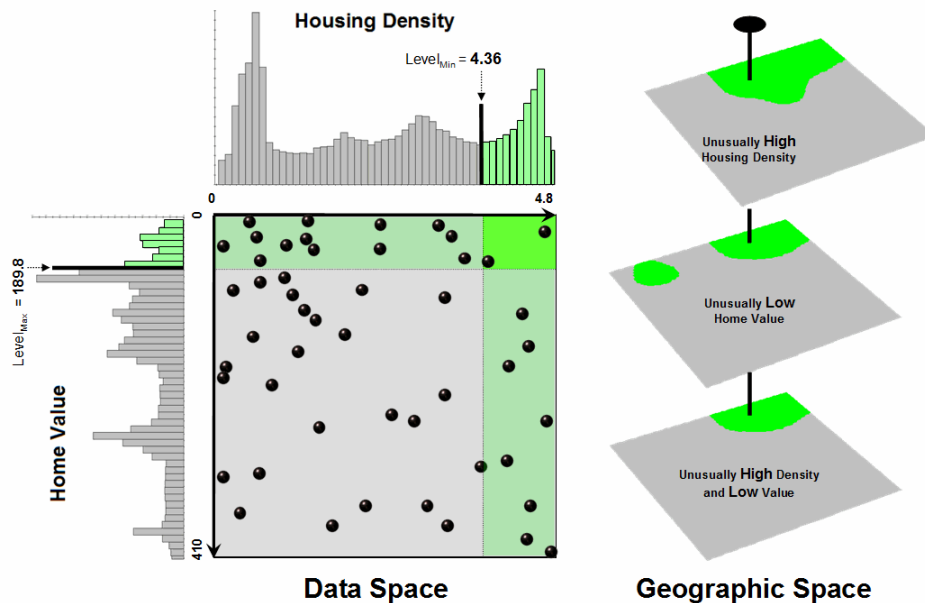 Housing Density
LevelMin = 4.36
0
4.8
0
LevelMax = 189.8
Home Value
410
Data Space
Unusually High
Housing Density
Unusually Low
Home Value
Unusually High Density
and Low Value
Geographic Space